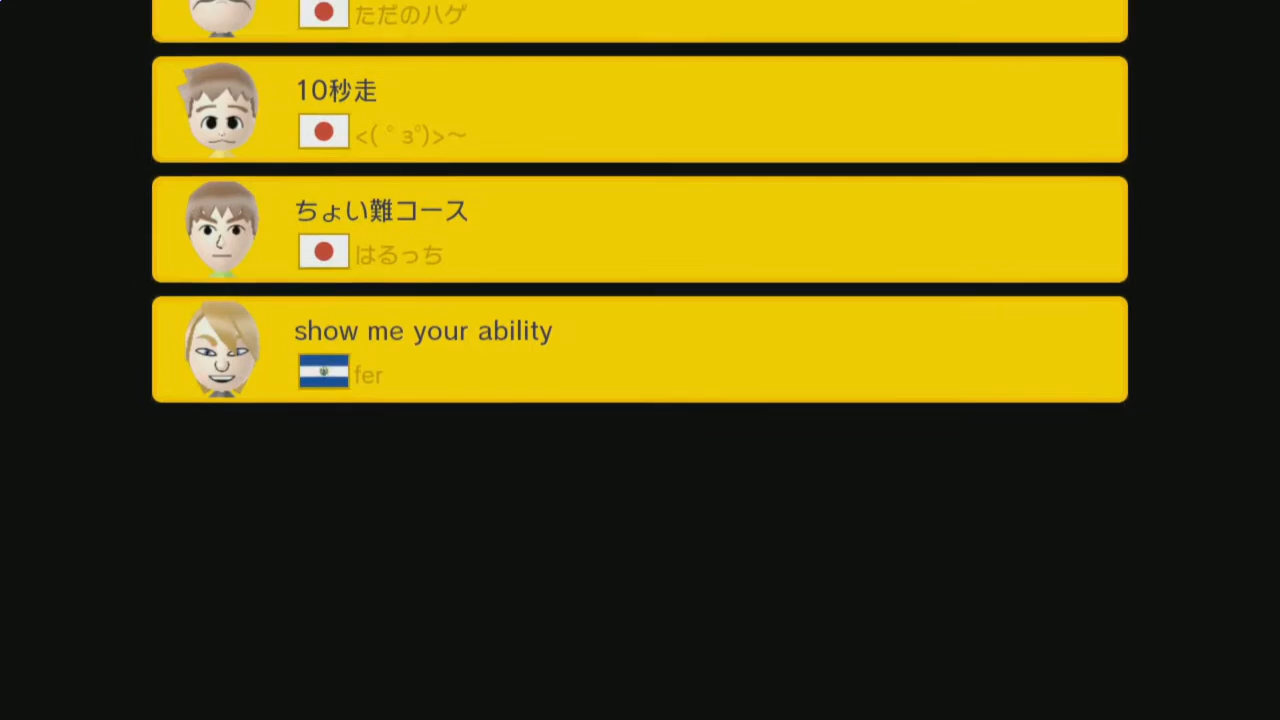 ただのハゲ
10秒走
<( ﾟ ɜ˚)>〜
ちょい難コース
はるっち
show me your ability
fer